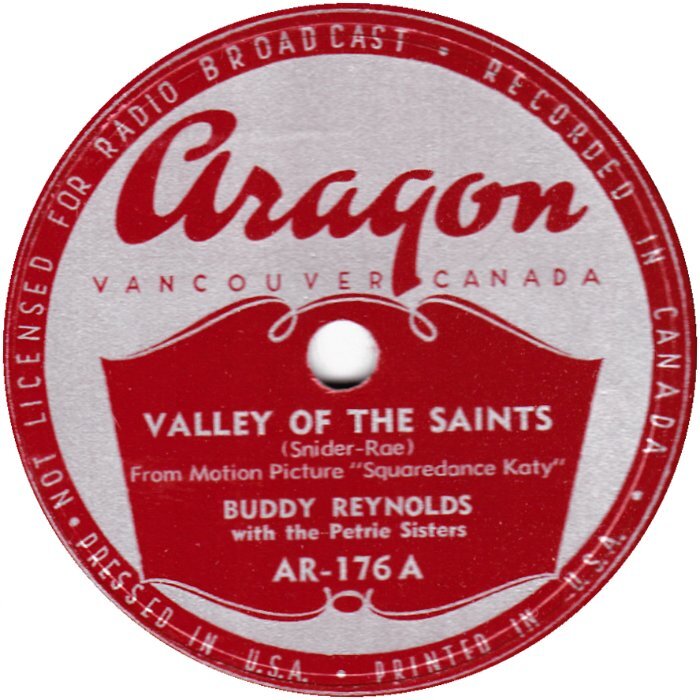 NOT LICENSED FOR RADIO BROADCAST • RECORDED IN CANADA •
Aragon
VANCOUVER CANADA
VALLEY OF THE SAINTS
(Snider-Rae)
From Motion Picture "Squaredance Katy"
BUDDY REYNOLDS
with the Petrie Sisters
AR-176 A
• PRESSED IN U.S.A. • PRINTED IN U.S.A.